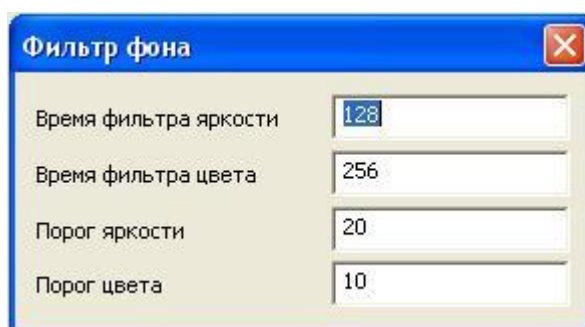 Фильтр фона
Время фильтра яркости 128
Время фильтра цвета 256
Порог яркости 20
Порог цвета 10